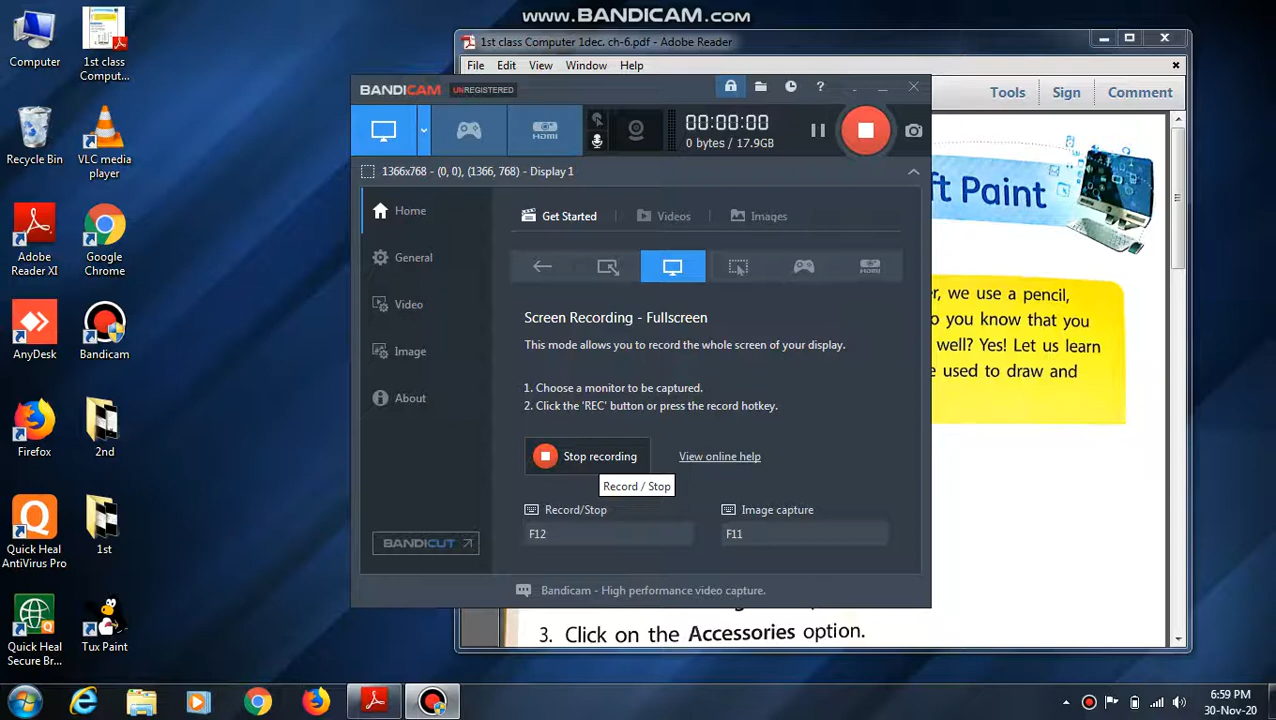 www.BANDICAM.com
Computer
1st class
Comput...
Recycle Bin
VLC media
player
Adobe
Reader XI
Google
Chrome
AnyDesk
Bandicam
Firefox
2nd
Quick Heal
AntiVirus Pro
1st
Quick Heal
Secure Br...
Tux Paint
1st class Computer 1dec. ch-6.pdf - Adobe Reader
File Edit View Window Help
Tools Sign Comment
ft Paint
er, we use a pencil,
o you know that you
well? Yes! Let us learn
e used to draw and
3. Click on the Accessories option.
BANDICAM UNREGISTERED
HDMI
00:00:00
0 bytes / 17.9GB
1366x768 - (0, 0), (1366, 768) - Display 1
Home
General
Video
Image
About
BANDICUT
Get Started Videos Images
HDMI
Screen Recording - Fullscreen
This mode allows you to record the whole screen of your display.
1. Choose a monitor to be captured.
2. Click the 'REC' button or press the record hotkey.
Stop recording View online help
Record / Stop
Record/Stop Image capture
F12 F11
Bandicam - High performance video capture.
6:59 PM
30-Nov-20